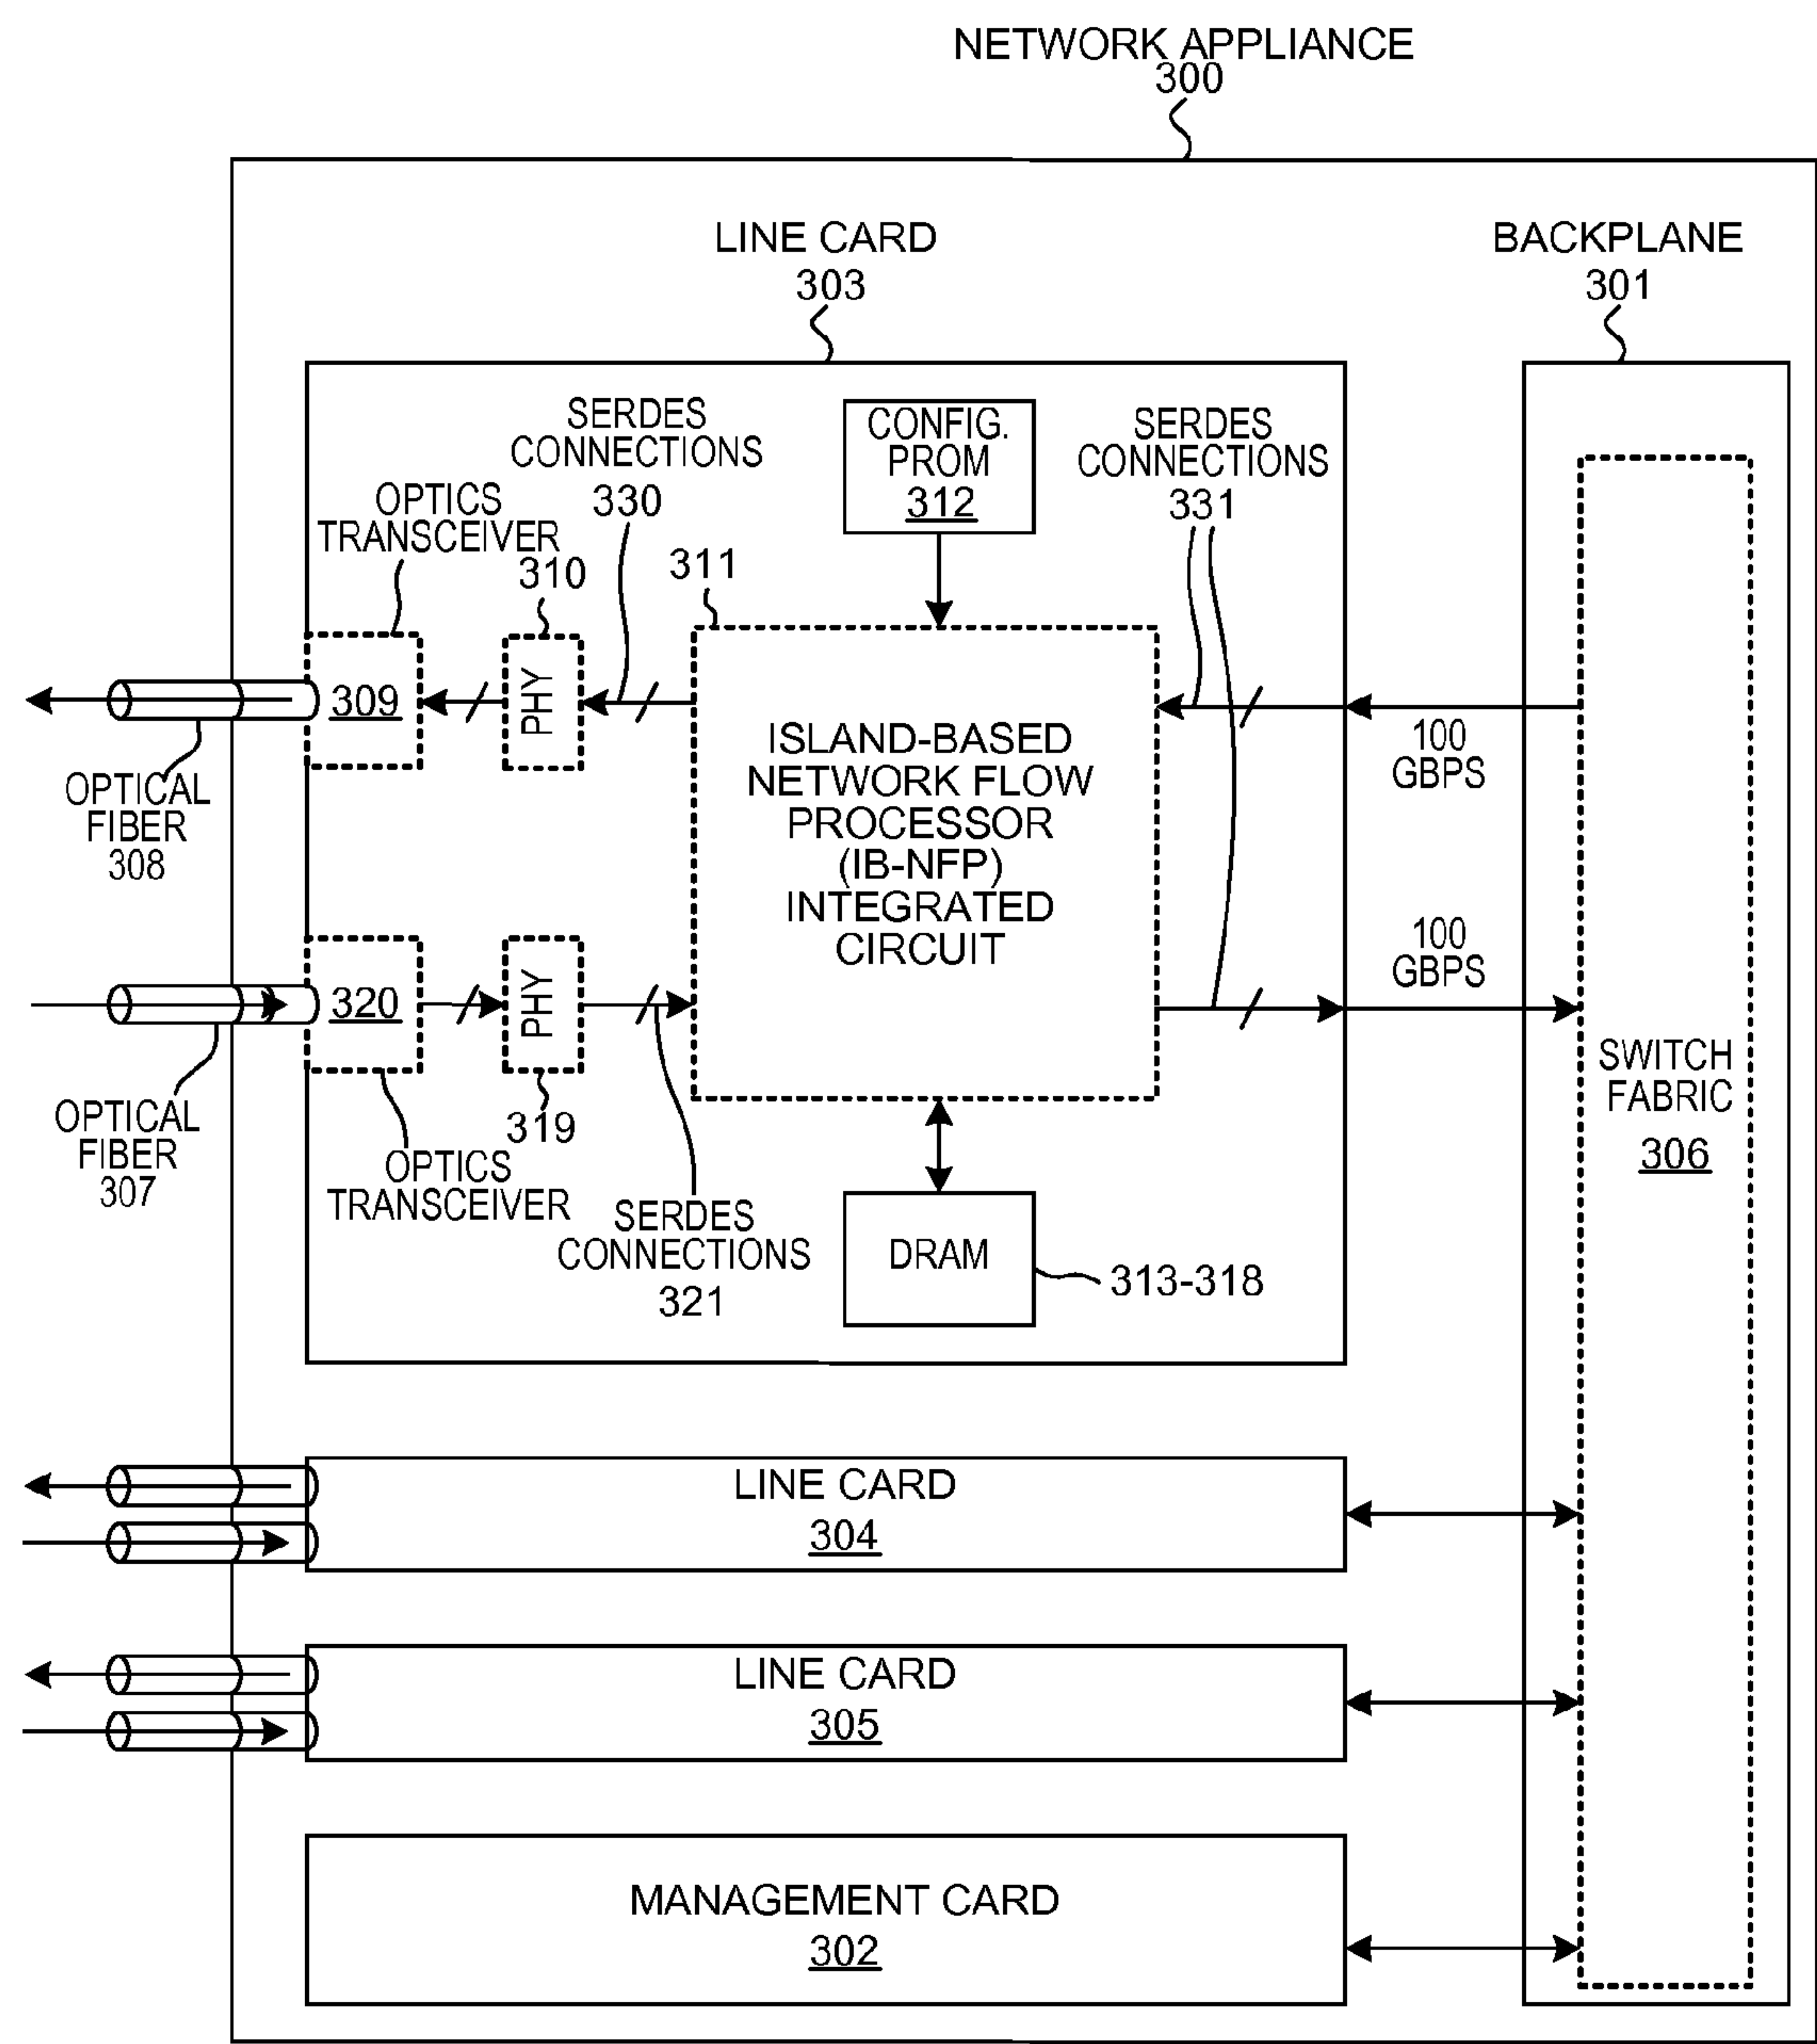 NETWORK APPLIANCE
300
LINE CARD
303
BACKPLANE
301
SERDES
CONNECTIONS
330
CONFIG.
PROM
312
SERDES
CONNECTIONS
331
OPTICS
TRANSCEIVER
310
311
309
PHY
ISLAND-BASED
NETWORK FLOW
PROCESSOR
(IB-NFP)
INTEGRATED
CIRCUIT
100
GBPS
OPTICAL
FIBER
308
100
GBPS
320
PHY
SWITCH
FABRIC
306
OPTICAL
FIBER
307
319
OPTICS
TRANSCEIVER
SERDES
CONNECTIONS
321
DRAM
313-318
LINE CARD
304
LINE CARD
305
MANAGEMENT CARD
302